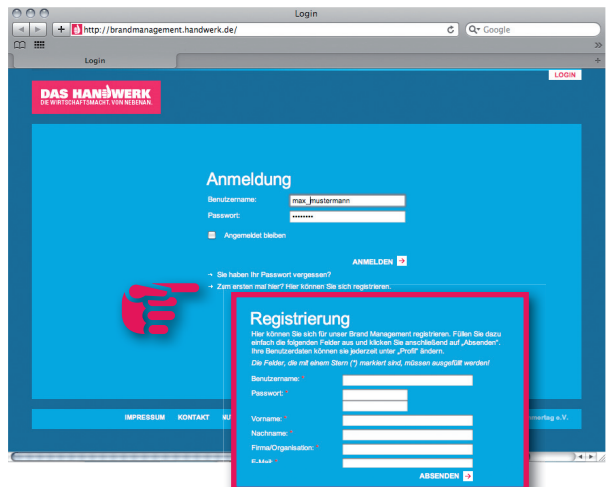 Login
http://brandmanagement.handwerk.de/
Google
Login
LOGIN
DAS HANDWERK
DIE WIRTSCHAFTSMACHT. VON NEBENAN.
Anmeldung
Benutzername: max_mustermann
Passwort: ••••••••
Angemeldet bleiben
ANMELDEN
→ Sie haben Ihr Passwort vergessen?
→ Zum ersten mal hier? Hier können Sie sich registrieren.
Registrierung
Hier können Sie sich für unser Brand Management registrieren. Füllen Sie dazu
einfach die folgenden Felder aus und klicken Sie anschließend auf „Absenden“.
Ihre Benutzerdaten können sie jederzeit unter „Profil“ ändern.
Die Felder, die mit einem Stern (*) markiert sind, müssen ausgefüllt werden!
Benutzername: *
Passwort: *
Vorname: *
Nachname: *
Firma/Organisation: *
E-Mail: *
ABSENDEN
IMPRESSUM KONTAKT
e.V.